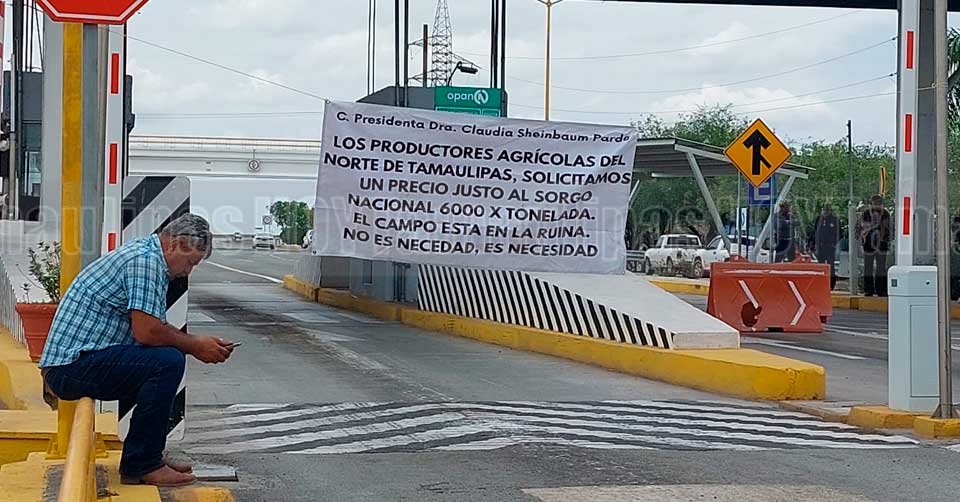 opan
C. Presidenta Dra. Claudia Sheinbaum Pardo
LOS PRODUCTORES AGRÍCOLAS DEL
NORTE DE TAMAULIPAS, SOLICITAMOS
UN PRECIO JUSTO AL SORGO
NACIONAL 6000 X TONELADA.
EL CAMPO ESTA EN LA RUINA.
NO ES NECEDAD, ES NECESIDAD